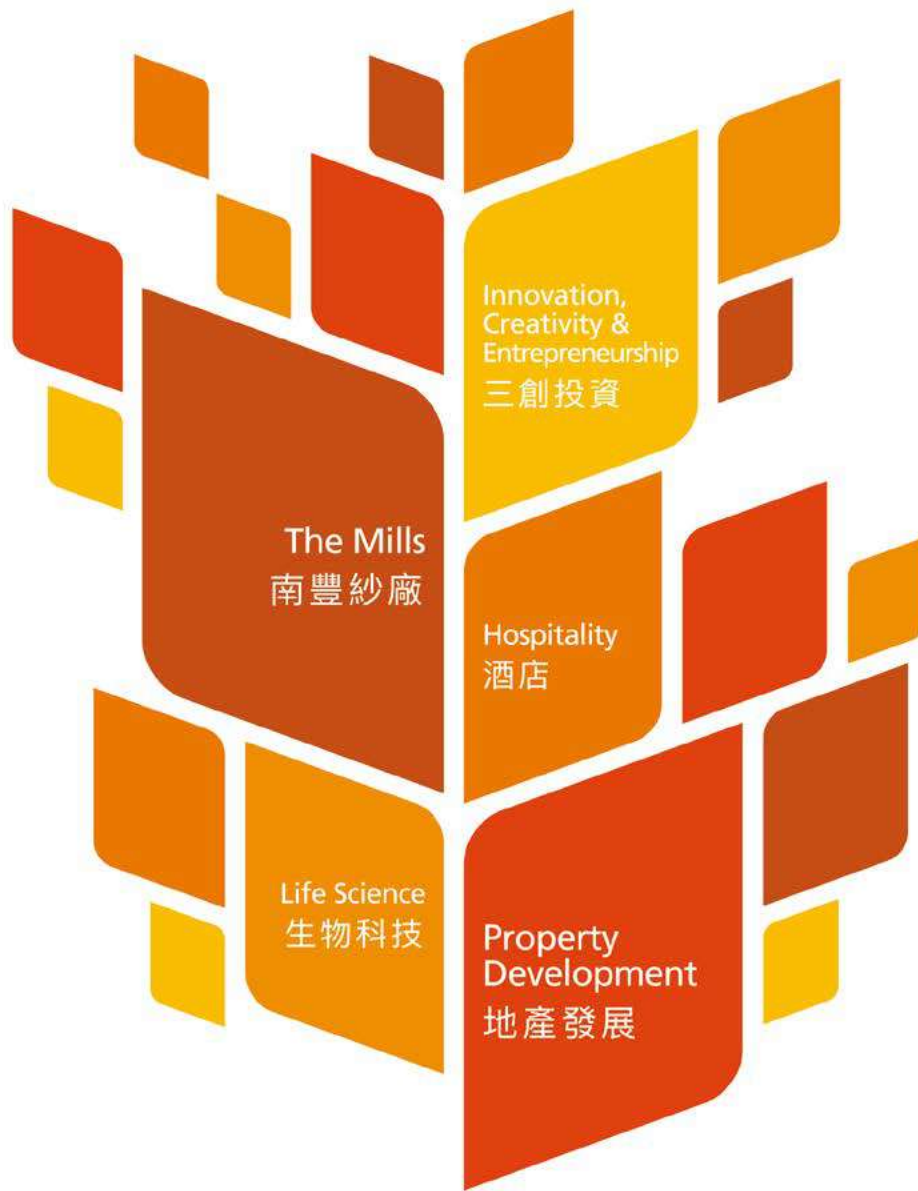 Innovation,
Creativity &
Entrepreneurship
三創投資
The Mills
南豐紗廠
Hospitality
酒店
Life Science
生物科技
Property
Development
地產發展